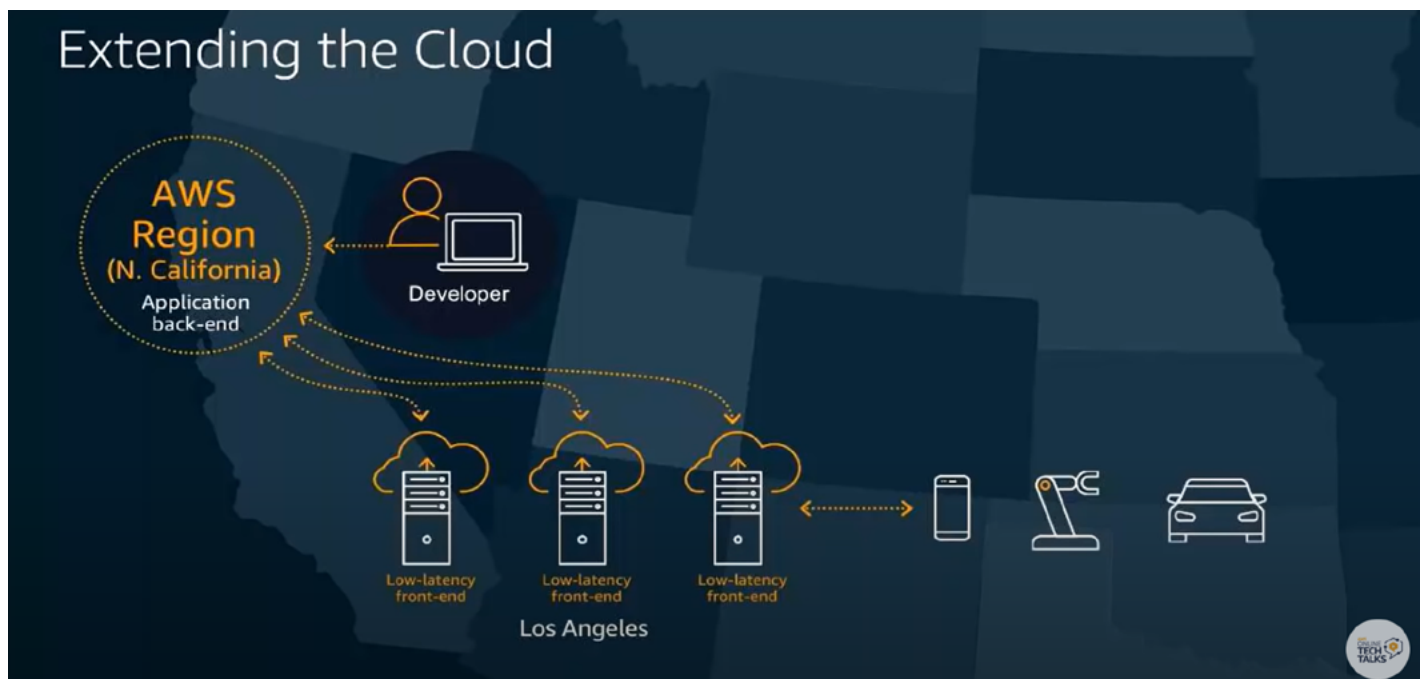 Extending the Cloud
AWS
Region
(N. California)
Application
back-end
Developer
Low-latency
front-end
Low-latency
front-end
Low-latency
front-end
Los Angeles
ONLINE
TECH
TALKS